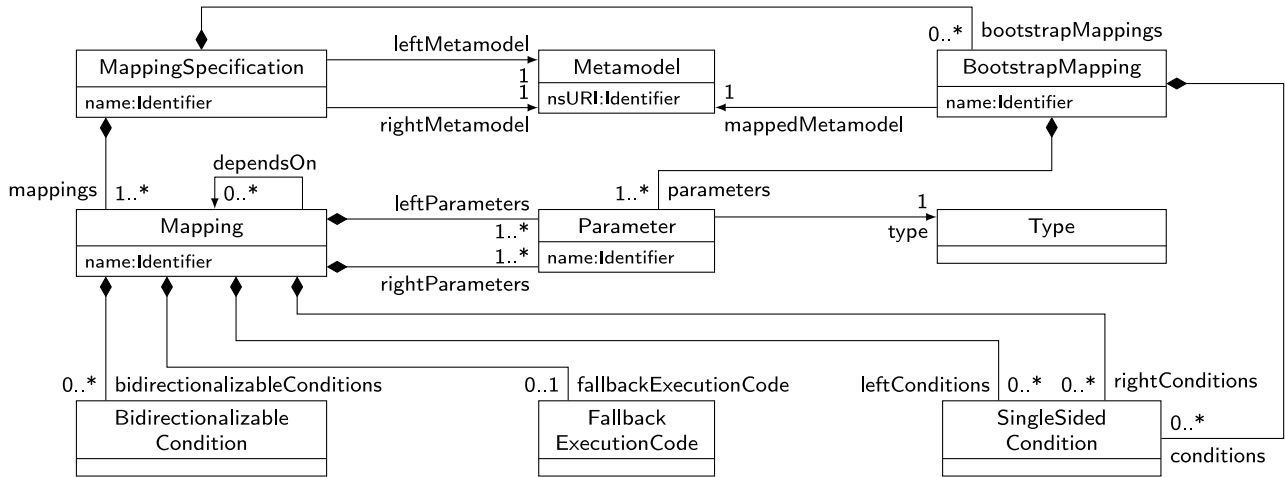 0..*
bootstrapMappings
leftMetamodel
MappingSpecification
name:Identifier
1
1
rightMetamodel
Metamodel
nsURI:Identifier
1
mappedMetamodel
BootstrapMapping
name:Identifier
dependsOn
0..*
mappings
1..*
leftParameters
1..*
1..*
rightParameters
1..*
parameters
1
type
Mapping
name:Identifier
Parameter
name:Identifier
Type
0..*
bidirectionalizableConditions
0..1
fallbackExecutionCode
leftConditions
0..*
0..*
rightConditions
Bidirectionalizable
Condition
Fallback
ExecutionCode
SingleSided
Condition
0..*
conditions